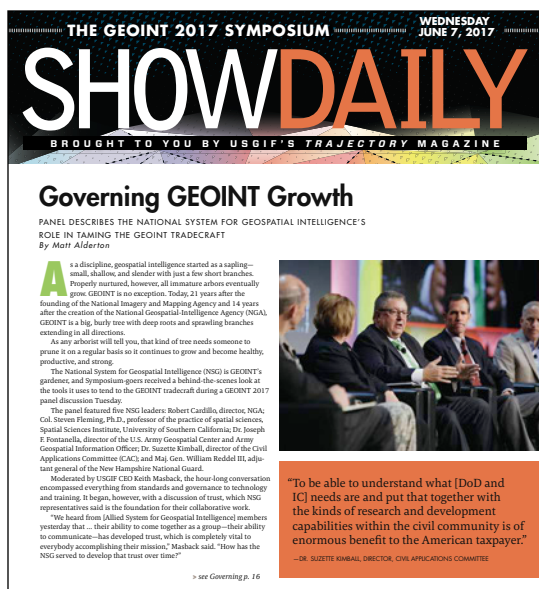 THE GEOINT 2017 SYMPOSIUM
WEDNESDAY
JUNE 7, 2017
SHOWDAILY
BROUGHT TO YOU BY USGIF'S TRAJECTORY MAGAZINE
Governing GEOINT Growth
PANEL DESCRIBES THE NATIONAL SYSTEM FOR GEOSPATIAL INTELLIGENCE'S
ROLE IN TAMING THE GEOINT TRADECRAFT
By Matt Alderton
As a discipline, geospatial intelligence started as a sapling—
small, shallow, and slender with just a few short branches.
Properly nurtured, however, all immature arbors eventually
grow. GEOINT is no exception. Today, 21 years after the
founding of the National Imagery and Mapping Agency and 14 years
after the creation of the National Geospatial-Intelligence Agency (NGA),
GEOINT is a big, burly tree with deep roots and sprawling branches
extending in all directions.
As any arborist will tell you, that kind of tree needs someone to
prune it on a regular basis so it continues to grow and become healthy,
productive, and strong.
The National System for Geospatial Intelligence (NSG) is GEOINT's
gardener, and Symposium-goers received a behind-the-scenes look at
the tools it uses to tend to the GEOINT tradecraft during a GEOINT 2017
panel discussion Tuesday.
The panel featured five NSG leaders: Robert Cardillo, director, NGA;
Col. Steven Fleming, Ph.D., professor of the practice of spatial sciences,
Spatial Sciences Institute, University of Southern California; Dr. Joseph
F. Fontanella, director of the U.S. Army Geospatial Center and Army
Geospatial Information Officer; Dr. Suzette Kimball, director of the Civil
Applications Committee (CAC); and Maj. Gen. William Reddel III, adju-
tant general of the New Hampshire National Guard.
Moderated by USGIF CEO Keith Masback, the hour-long conversation
encompassed everything from standards and governance to technology
and training. It began, however, with a discussion of trust, which NSG
representatives said is the foundation for their collaborative work.
"We heard from [Allied System for Geospatial Intelligence] members
yesterday that ... their ability to come together as a group—their ability
to communicate—has developed trust, which is completely vital to
everybody accomplishing their mission," Masback said. "How has the
NSG served to develop that trust over time?"
> see Governing p. 16
"To be able to understand what [DoD and
IC] needs are and put that together with
the kinds of research and development
capabilities within the civil community is of
enormous benefit to the American taxpayer."
—DR. SUZETTE KIMBALL, DIRECTOR, CIVIL APPLICATIONS COMMITTEE